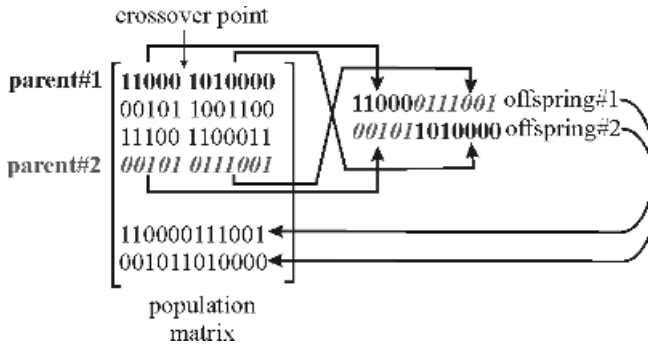 crossover point
parent#1 11000 1010000
00101 1001100
11100 1100011
parent#2 00101 0111001
110000111001
001011010000
population
matrix
110000111001 offspring#1
001011010000 offspring#2